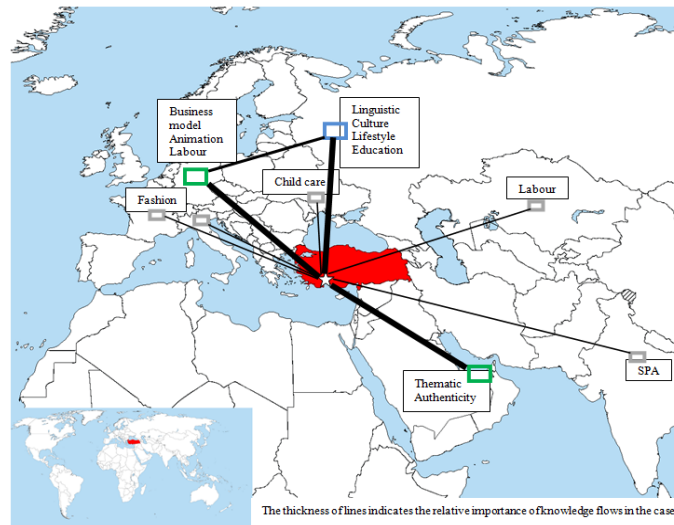 Business
model
Animation
Labour
Linguistic
Culture
Lifestyle
Education
Child care
Fashion
Labour
SPA
Thematic
Authenticity
The thickness of lines indicates the relative importance of knowledge flows in the case